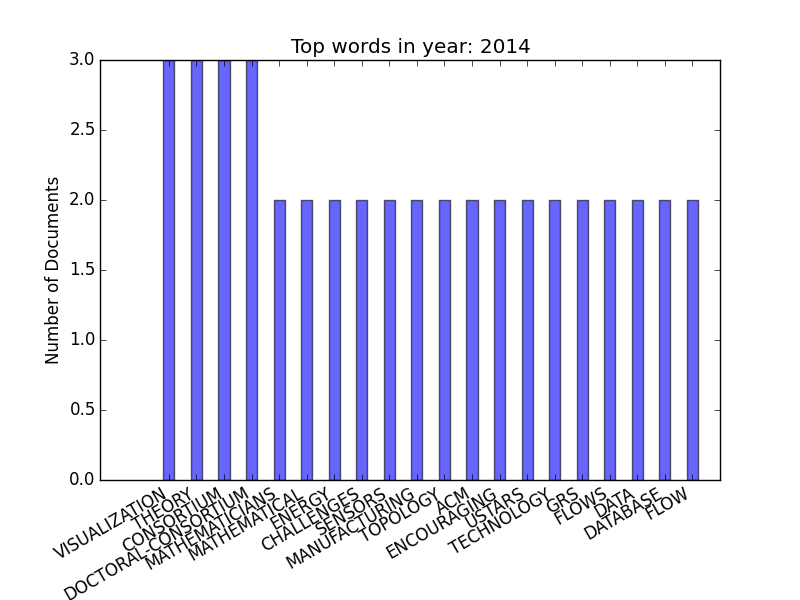 Top words in year: 2014
Number of Documents
3.0
2.5
2.0
1.5
1.0
0.5
0.0
VISUALIZATION
THEORY
CONSORTIUM
DOCTORAL-CONSORTIUM
MATHEMATICIANS
MATHEMATICAL
ENERGY
CHALLENGES
SENSORS
MANUFACTURING
TOPOLOGY
ACM
ENCOURAGING
USTARS
TECHNOLOGY
GRS
FLOWS
DATA
DATABASE
FLOW